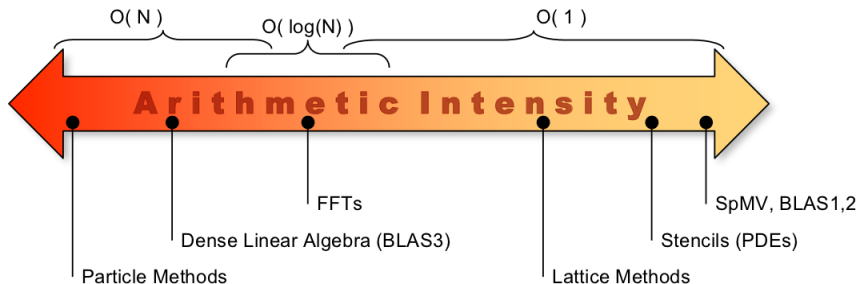 O( N )
O( log(N) )
O( 1 )
Arithmetic Intensity
SpMV, BLAS1,2
FFTs
Stencils (PDEs)
Dense Linear Algebra (BLAS3)
Lattice Methods
Particle Methods